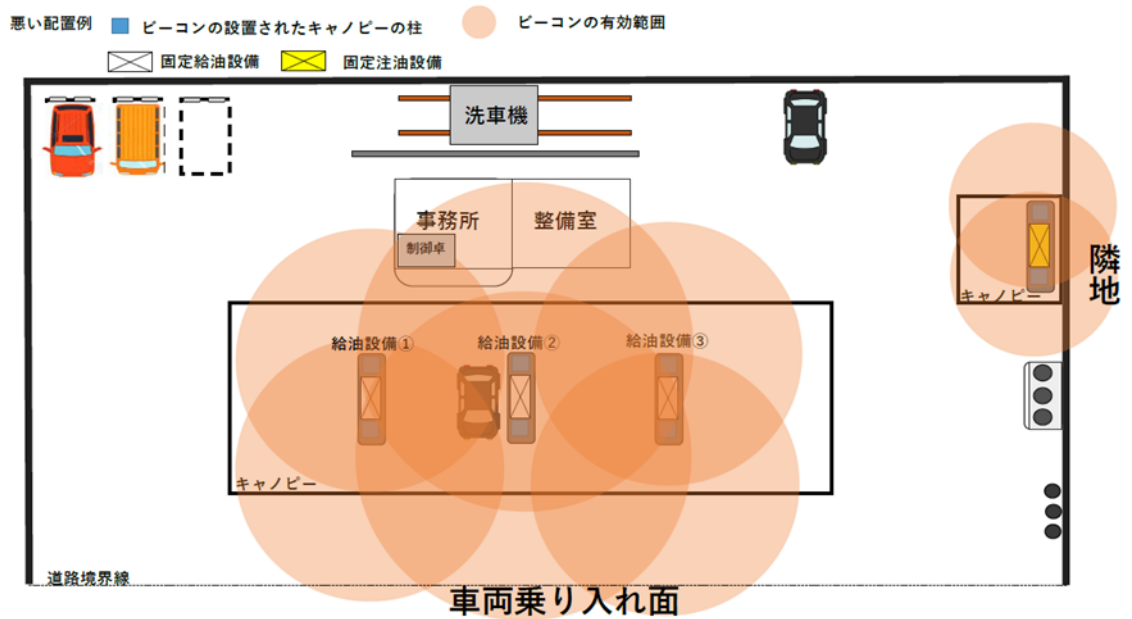 悪い配置例 ビーコンの設置されたキャノピーの柱 ビーコンの有効範囲
固定給油設備 固定注油設備
洗車機
事務所 整備室
制御卓
隣地
キャノピー
給油設備① 給油設備② 給油設備③
キャノピー
道路境界線
車両乗り入れ面